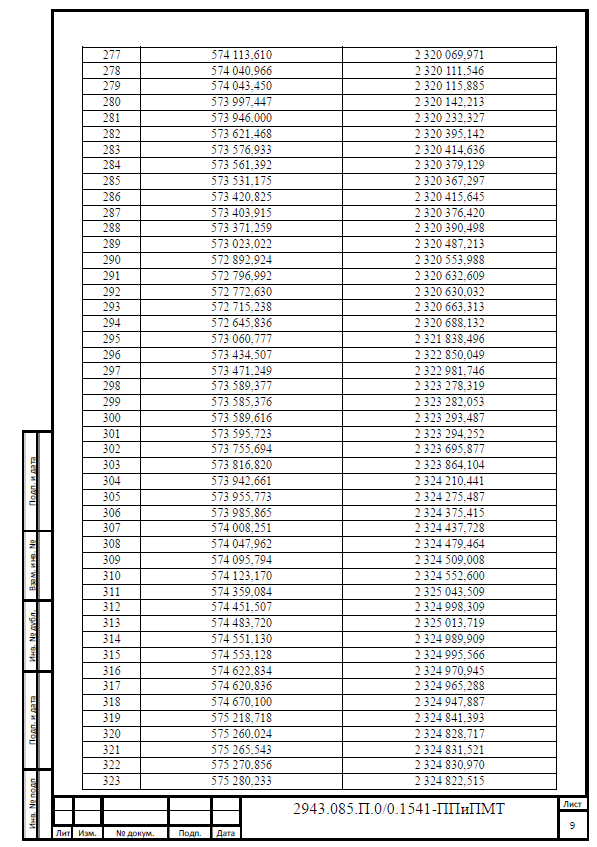 277 574 113,610 2 320 069,971
278 574 040,966 2 320 111,546
279 574 043,450 2 320 115,885
280 573 997,447 2 320 142,213
281 573 946,000 2 320 232,327
282 573 621,468 2 320 395,142
283 573 576,933 2 320 414,636
284 573 561,392 2 320 379,129
285 573 531,175 2 320 367,297
286 573 420,825 2 320 415,645
287 573 403,915 2 320 376,420
288 573 371,259 2 320 390,498
289 573 023,022 2 320 487,213
290 572 892,924 2 320 553,988
291 572 796,992 2 320 632,609
292 572 772,630 2 320 630,032
293 572 715,238 2 320 663,313
294 572 645,836 2 320 688,132
295 573 060,777 2 321 838,496
296 573 434,507 2 322 850,049
297 573 471,249 2 322 981,746
298 573 589,377 2 323 278,319
299 573 585,376 2 323 282,053
300 573 589,616 2 323 293,487
301 573 595,723 2 323 294,252
302 573 755,694 2 323 695,877
303 573 816,820 2 323 864,104
304 573 942,661 2 324 210,441
305 573 955,773 2 324 275,487
306 573 985,865 2 324 375,415
307 574 008,251 2 324 437,728
308 574 047,962 2 324 479,464
309 574 095,794 2 324 509,008
310 574 123,170 2 324 552,600
311 574 359,084 2 325 043,509
312 574 451,507 2 324 998,309
313 574 483,720 2 325 013,719
314 574 551,130 2 324 989,909
315 574 553,128 2 324 995,566
316 574 622,834 2 324 970,945
317 574 620,836 2 324 965,288
318 574 670,100 2 324 947,887
319 575 218,718 2 324 841,393
320 575 260,024 2 324 828,717
321 575 265,543 2 324 831,521
322 575 270,856 2 324 830,970
323 575 280,233 2 324 822,515
Подп. и дата
Взам. инв. №
Инв. № дубл.
Подп. и дата
Инв. № подл
2943.085.П.0/0.1541-ППиПМТ
Лист
9
Лит Изм. № докум. Подп. Дата